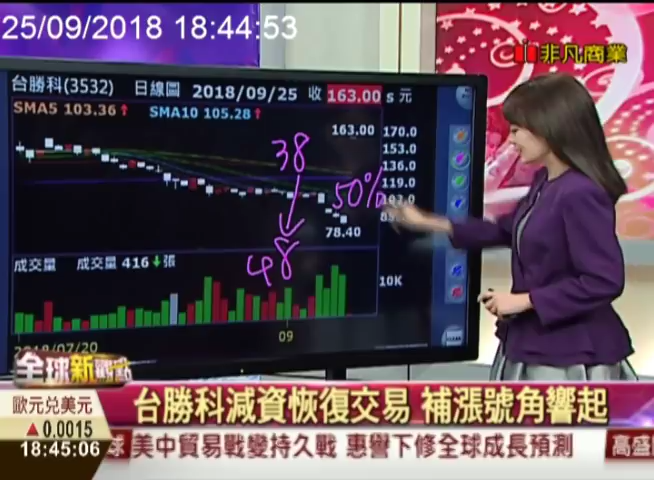 25/09/2018 18:44:53
非凡商業
台勝科(3532) 日線圖 2018/09/25 收 163.00 s 元
SMA5 103.36 SMA10 105.28
163.00
170.0
153.0
136.0
119.0
38
50%
48
78.40
成交量 成交量 416 張
10K
2018/07/20
09
全球新觀點
台勝科減資恢復交易 補漲號角響起
歐元兌美元
▲0.0015
18:45:06
球 美中貿易戰變持久戰 惠譽下修全球成長預測
高盛